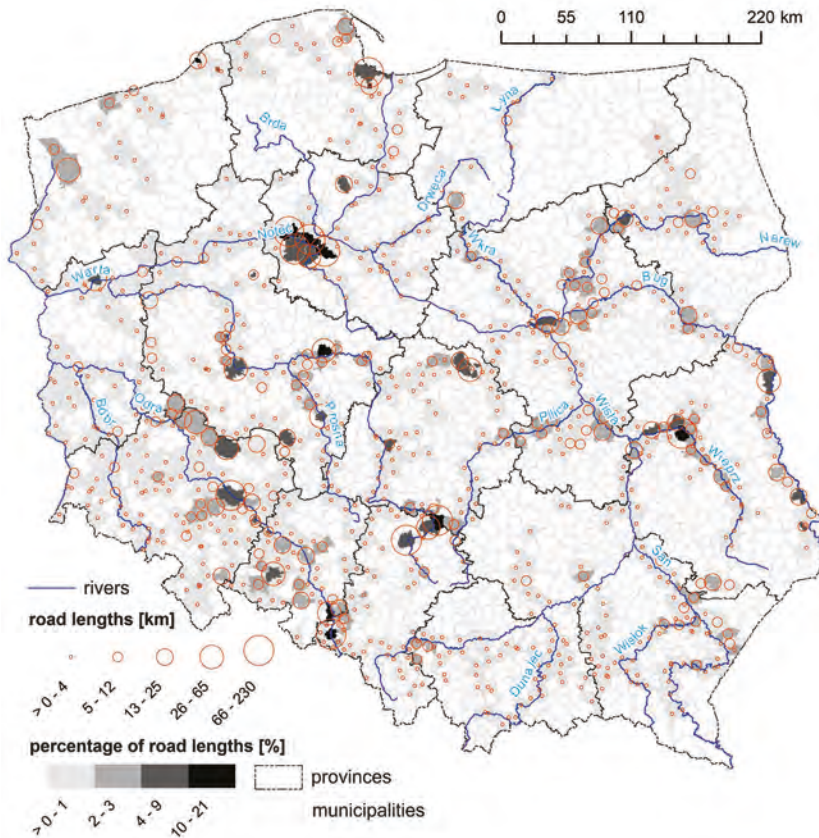 0 55 110 220 km
Łyna
Brda
Drwęca
Noteć
Wkra
Narew
Warta
Bug
Bóbr
Odra
Prosna
Pilica
Wisła
Wieprz
San
Wisłok
Dunajec
rivers
road lengths [km]
> 0 - 4
5 - 12
13 - 25
26 - 65
66 - 230
percentage of road lengths [%]
> 0 - 1
2 - 3
4 - 9
10 - 21
provinces
municipalities